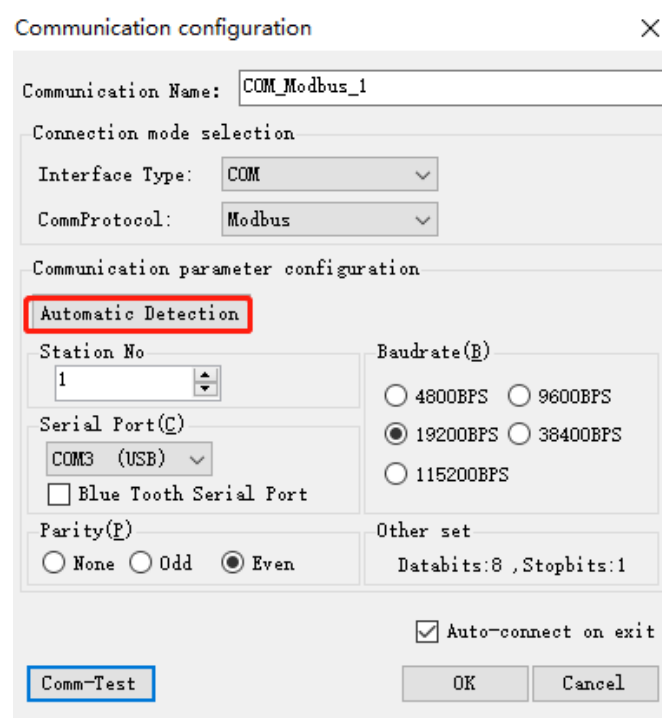 Communication configuration
Communication Name: COM_Modbus_1
Connection mode selection
Interface Type: COM
CommProtocol: Modbus
Communication parameter configuration
Automatic Detection
Station No
1
Serial Port(C)
COM3 (USB)
Blue Tooth Serial Port
Baudrate(B)
4800BPS 9600BPS
19200BPS 38400BPS
115200BPS
Parity(P)
None Odd Even
Other set
Databits:8 ,Stopbits:1
Auto-connect on exit
Comm-Test OK Cancel